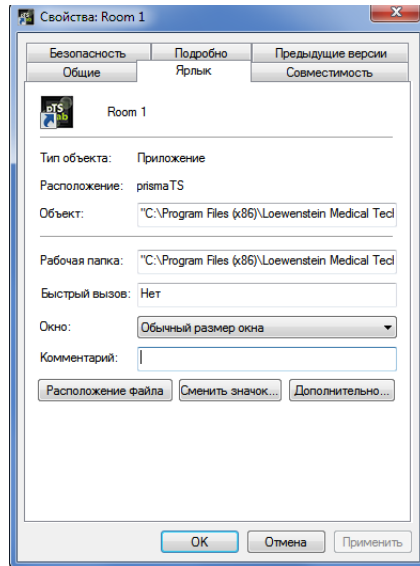 Свойства: Room 1
Безопасность Подробно Предыдущие версии
Общие Ярлык Совместимость
pTS
lab
Room 1
Тип объекта: Приложение
Расположение: prismaTS
Объект: "C:\Program Files (x86)\Loewenstein Medical Tecl
Рабочая папка: "C:\Program Files (x86)\Loewenstein Medical Tecl
Быстрый вызов: Нет
Окно: Обычный размер окна
Комментарий:
Расположение файла Сменить значок... Дополнительно...
OK Отмена Применить